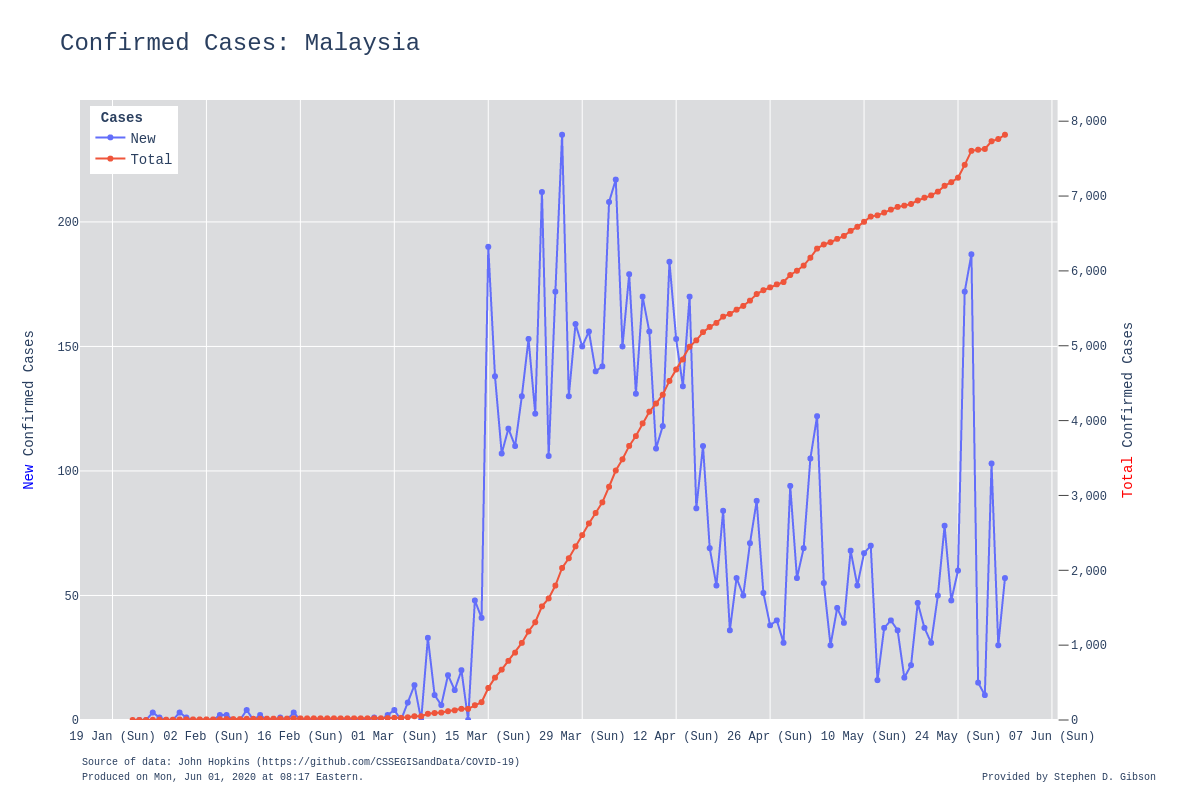 Confirmed Cases: Malaysia
Cases
New
Total
200
150
100
50
0
New Confirmed Cases
8,000
7,000
6,000
5,000
4,000
3,000
2,000
1,000
0
Total Confirmed Cases
19 Jan (Sun) 02 Feb (Sun) 16 Feb (Sun) 01 Mar (Sun) 15 Mar (Sun) 29 Mar (Sun) 12 Apr (Sun) 26 Apr (Sun) 10 May (Sun) 24 May (Sun) 07 Jun (Sun)
Source of data: John Hopkins (https://github.com/CSSEGISandData/COVID-19)
Produced on Mon, Jun 01, 2020 at 08:17 Eastern.
Provided by Stephen D. Gibson